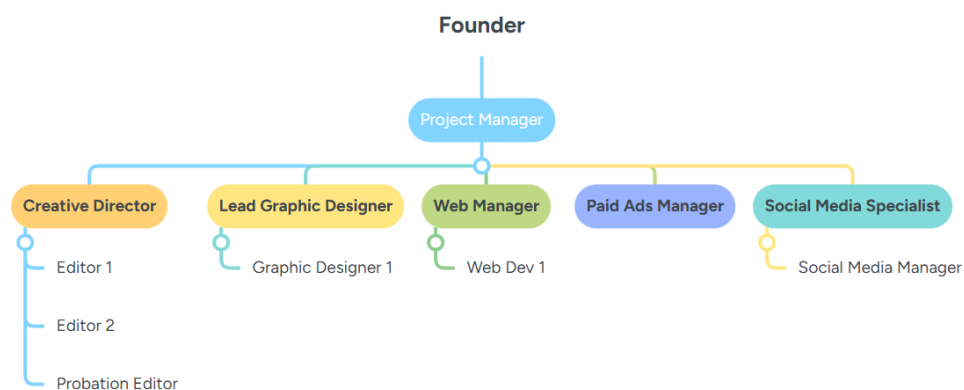 Founder
Project Manager
Creative Director
Lead Graphic Designer
Web Manager
Paid Ads Manager
Social Media Specialist
Editor 1
Graphic Designer 1
Web Dev 1
Social Media Manager
Editor 2
Probation Editor